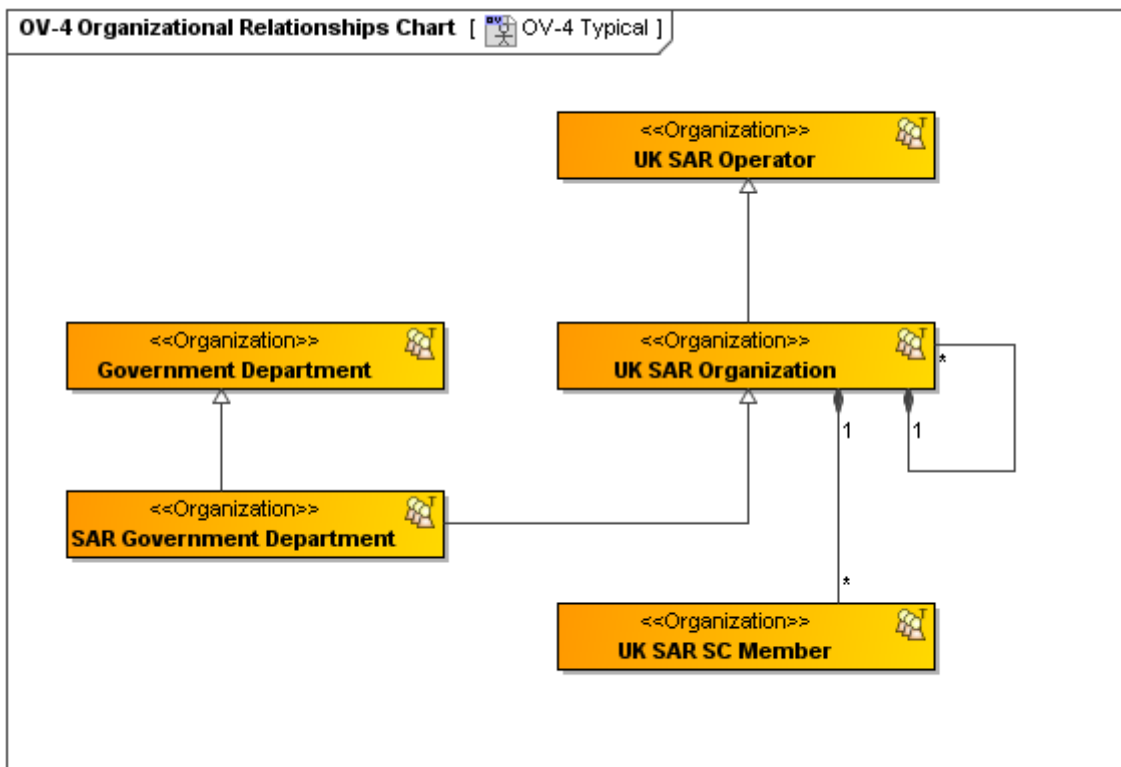 OV-4 Organizational Relationships Chart [ OV-4 Typical ]
<<Organization>>
UK SAR Operator
<<Organization>>
Government Department
<<Organization>>
UK SAR Organization
*
1
1
<<Organization>>
SAR Government Department
*
<<Organization>>
UK SAR SC Member